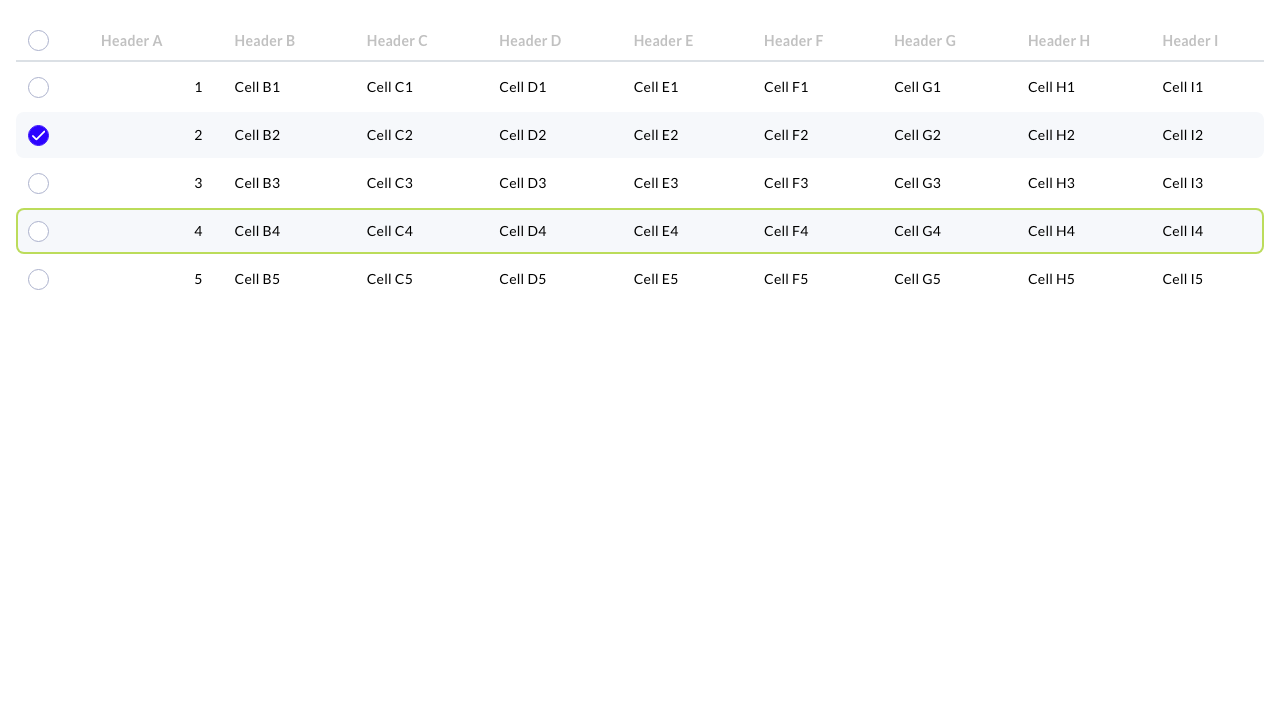 Header A Header B Header C Header D Header E Header F Header G Header H Header I
1 Cell B1 Cell C1 Cell D1 Cell E1 Cell F1 Cell G1 Cell H1 Cell I1
2 Cell B2 Cell C2 Cell D2 Cell E2 Cell F2 Cell G2 Cell H2 Cell I2
3 Cell B3 Cell C3 Cell D3 Cell E3 Cell F3 Cell G3 Cell H3 Cell I3
4 Cell B4 Cell C4 Cell D4 Cell E4 Cell F4 Cell G4 Cell H4 Cell I4
5 Cell B5 Cell C5 Cell D5 Cell E5 Cell F5 Cell G5 Cell H5 Cell I5